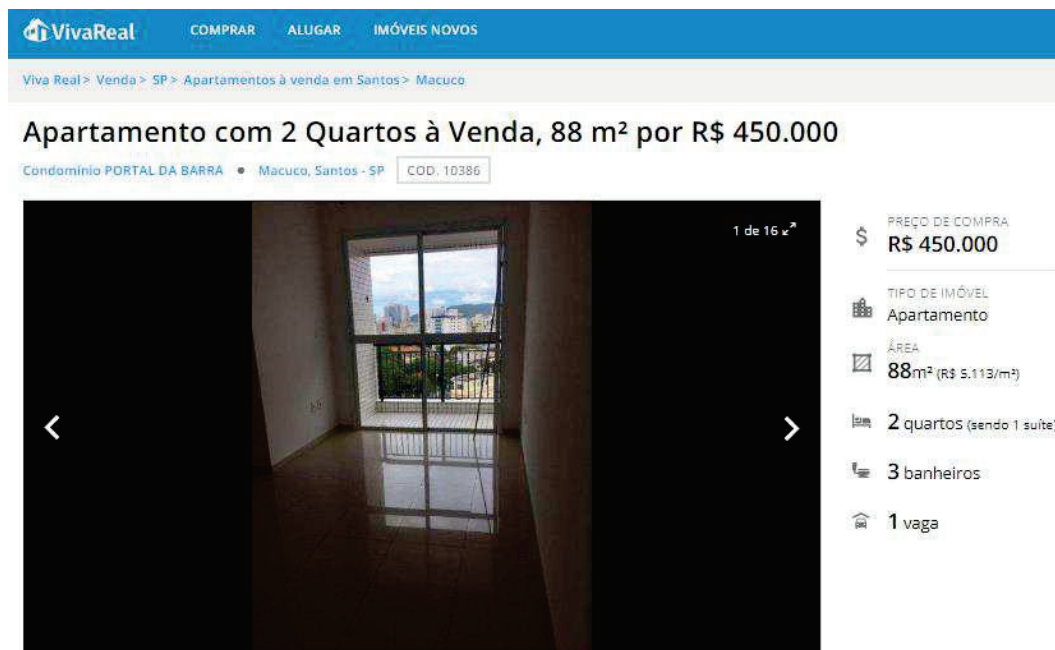 VivaReal COMPRAR ALUGAR IMÓVEIS NOVOS
Viva Real > Venda > SP > Apartamentos à venda em Santos > Macuco
Apartamento com 2 Quartos à Venda, 88 m² por R$ 450.000
Condomínio PORTAL DA BARRA • Macuco, Santos - SP COD. 10386
1 de 16
PREÇO DE COMPRA
R$ 450.000
TIPO DE IMÓVEL
Apartamento
ÁREA
88m² (R$ 5.113/m²)
2 quartos (sendo 1 suíte)
3 banheiros
1 vaga